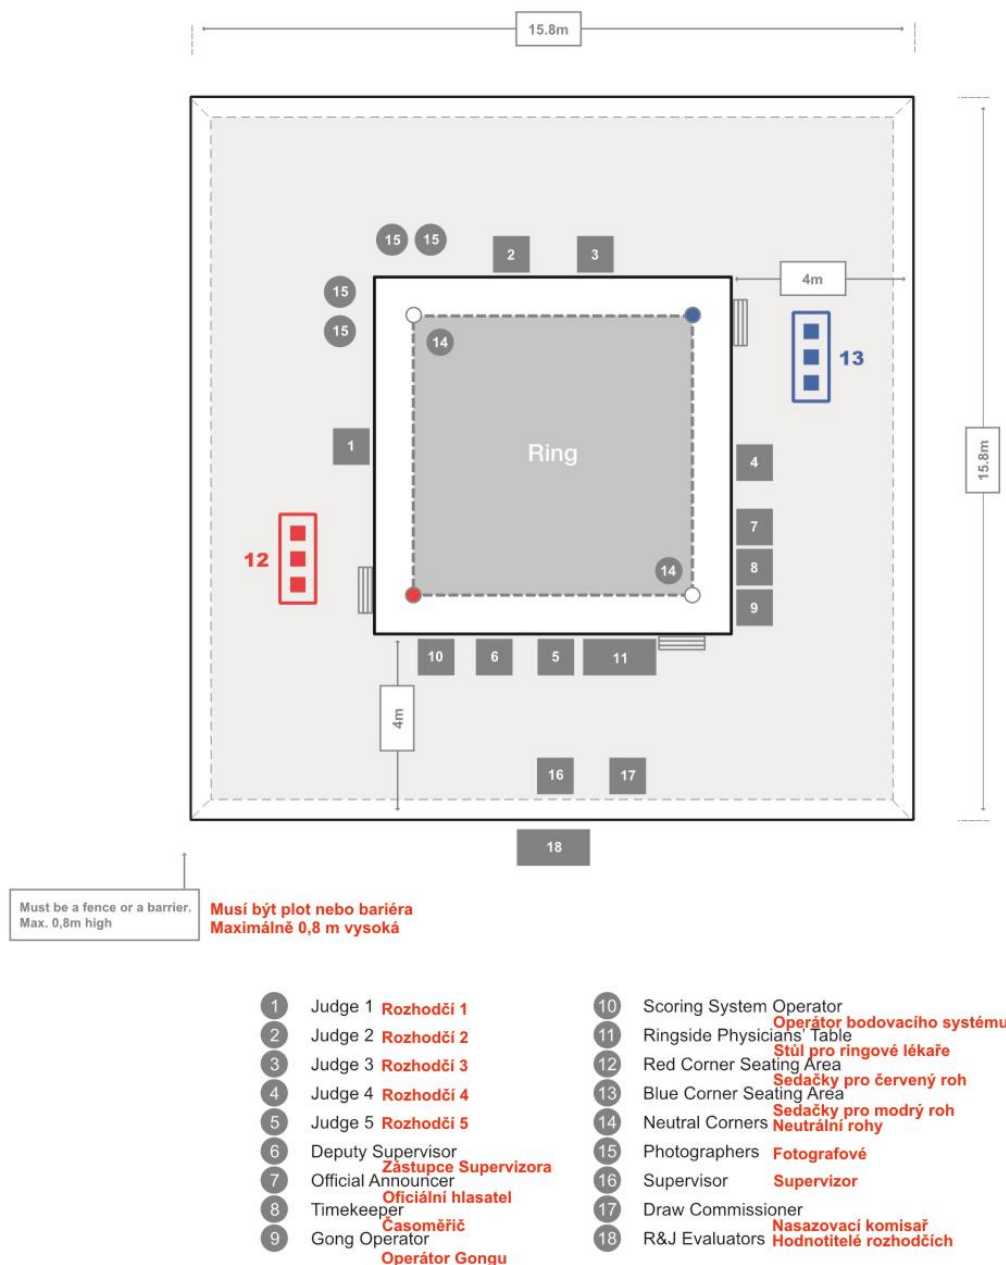 15.8m
15 15
2 3
4m
15
15
14
13
1
Ring
4
15.8m
7
12
14
8
9
10 6 5 11
4m
16 17
18
Must be a fence or a barrier.
Max. 0,8m high
Musí být plot nebo bariéra
Maximálně 0,8 m vysoká
1 Judge 1 Rozhodčí 1
2 Judge 2 Rozhodčí 2
3 Judge 3 Rozhodčí 3
4 Judge 4 Rozhodčí 4
5 Judge 5 Rozhodčí 5
6 Deputy Supervisor
Zástupce Supervizora
7 Official Announcer
Oficiální hlasatel
8 Timekeeper
Časoměřič
9 Gong Operator
Operátor Gongu
10 Scoring System Operator
Operátor bodovacího systému
11 Ringside Physicians' Table
Stůl pro ringové lékaře
12 Red Corner Seating Area
Sedačky pro červený roh
13 Blue Corner Seating Area
Sedačky pro modrý roh
14 Neutral Corners Neutrální rohy
15 Photographers Fotografové
16 Supervisor Supervizor
17 Draw Commissioner
Nasazovací komisař
18 R&J Evaluators Hodnotitelé rozhodčích